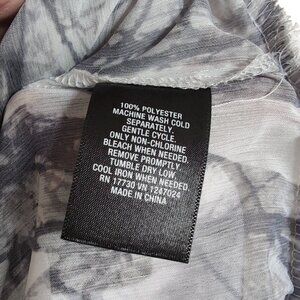 100% POLYESTER
MACHINE WASH COLD
SEPARATELY.
GENTLE CYCLE.
ONLY NON-CHLORINE
BLEACH WHEN NEEDED.
REMOVE PROMPTLY.
TUMBLE DRY LOW.
COOL IRON WHEN NEEDED.
RN 17730 VN 1247024
MADE IN CHINA